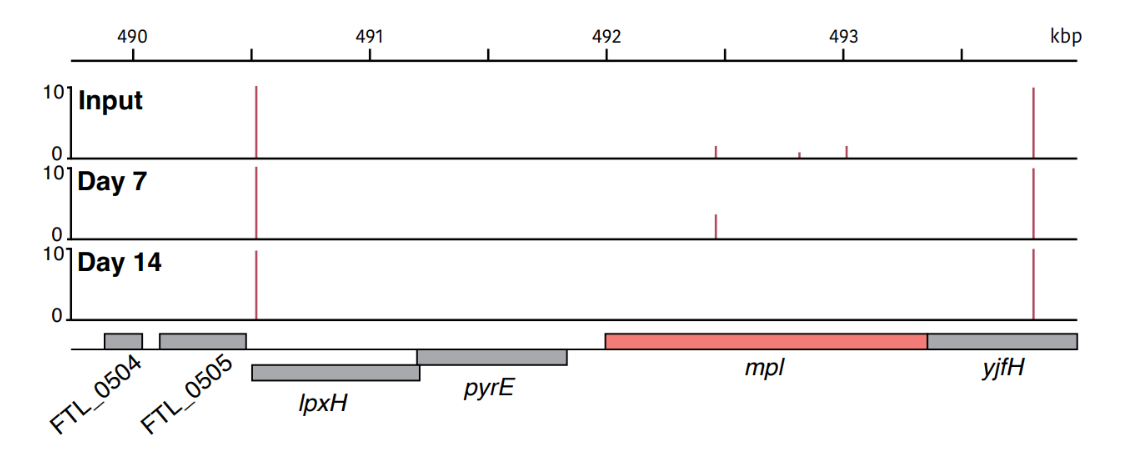 490 491 492 493 kbp
10 Input
0
10 Day 7
0
10 Day 14
0
FTL_0504 FTL_0505 lpxH pyrE mpl yjfH